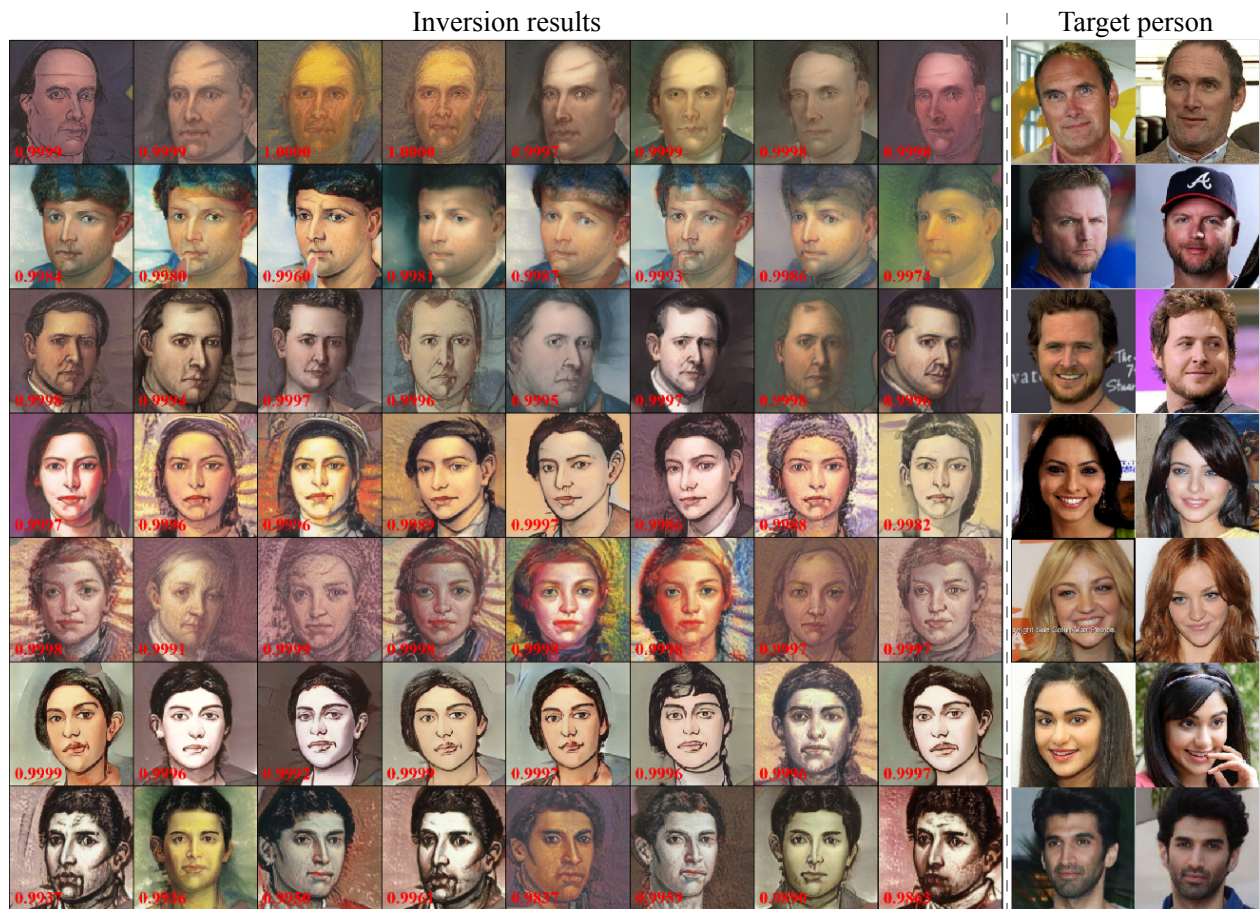 Inversion results
Target person
0.9999 0.9999 1.0000 1.0000 0.9997 0.9999 0.9998 0.9998
0.9984 0.9980 0.9960 0.9981 0.9987 0.9993 0.9986 0.9974
A
0.9998 0.9994 0.9997 0.9996 0.9995 0.9997 0.9998 0.9996
The
7
Stuar
0.9997 0.9996 0.9996 0.9989 0.9997 0.9986 0.9988 0.9982
0.9998 0.9991 0.9999 0.9998 0.9998 0.9998 0.9997 0.9997
0.9999 0.9996 0.9992 0.9999 0.9997 0.9996 0.9996 0.9997
0.9937 0.9936 0.9950 0.9961 0.9837 0.9959 0.9890 0.9863